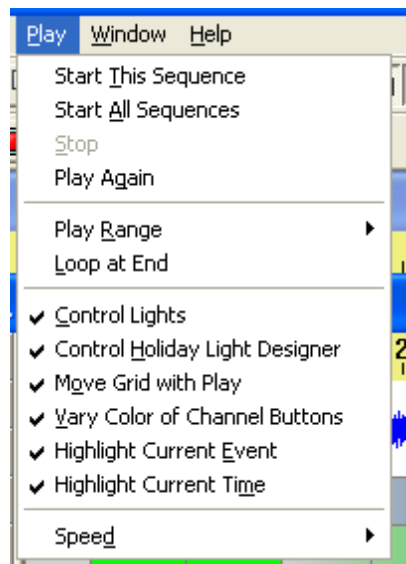 Play Window Help
Start This Sequence
Start All Sequences
Stop
Play Again
Play Range
Loop at End
Control Lights
Control Holiday Light Designer
Move Grid with Play
Vary Color of Channel Buttons
Highlight Current Event
Highlight Current Time
Speed
2